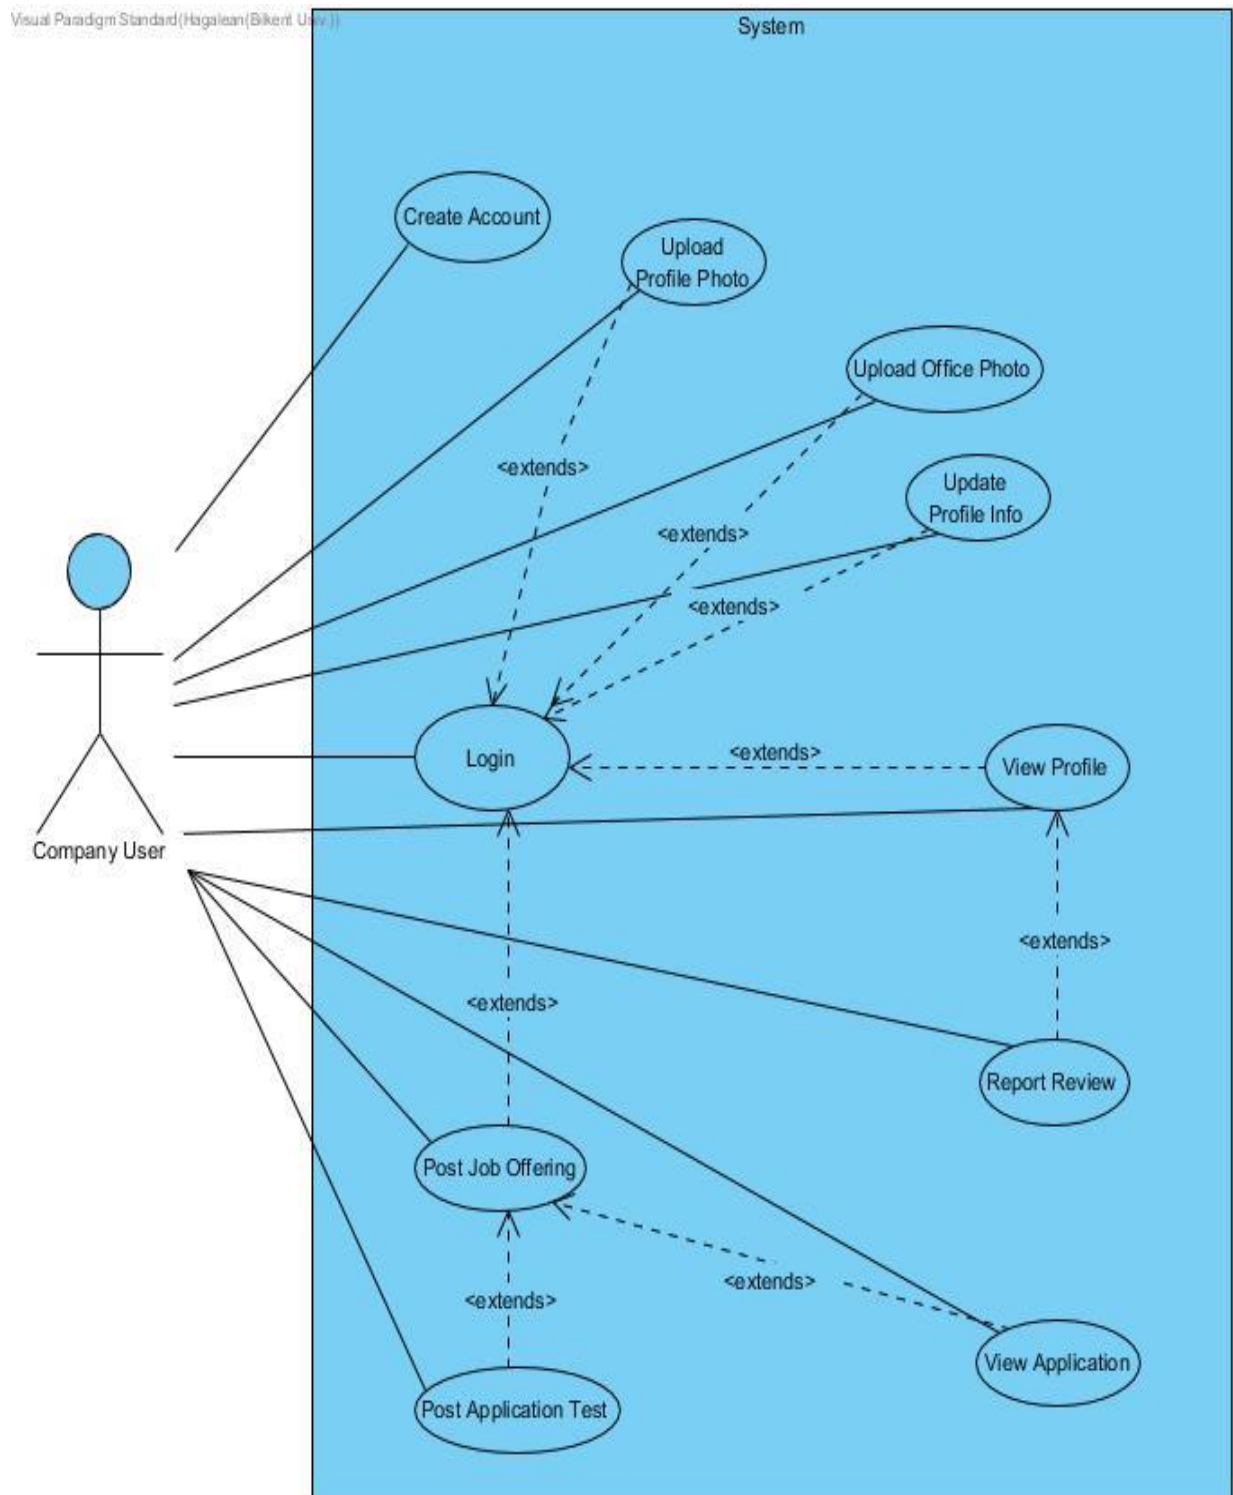 Visual Paradigm Standard(Hagalean(Bilkent Univ.))
System
Create Account
Upload
Profile Photo
Upload Office Photo
<extends>
Update
Profile Info
<extends>
<extends>
Login
<extends>
View Profile
Company User
<extends>
<extends>
Report Review
Post Job Offering
<extends>
<extends>
View Application
Post Application Test